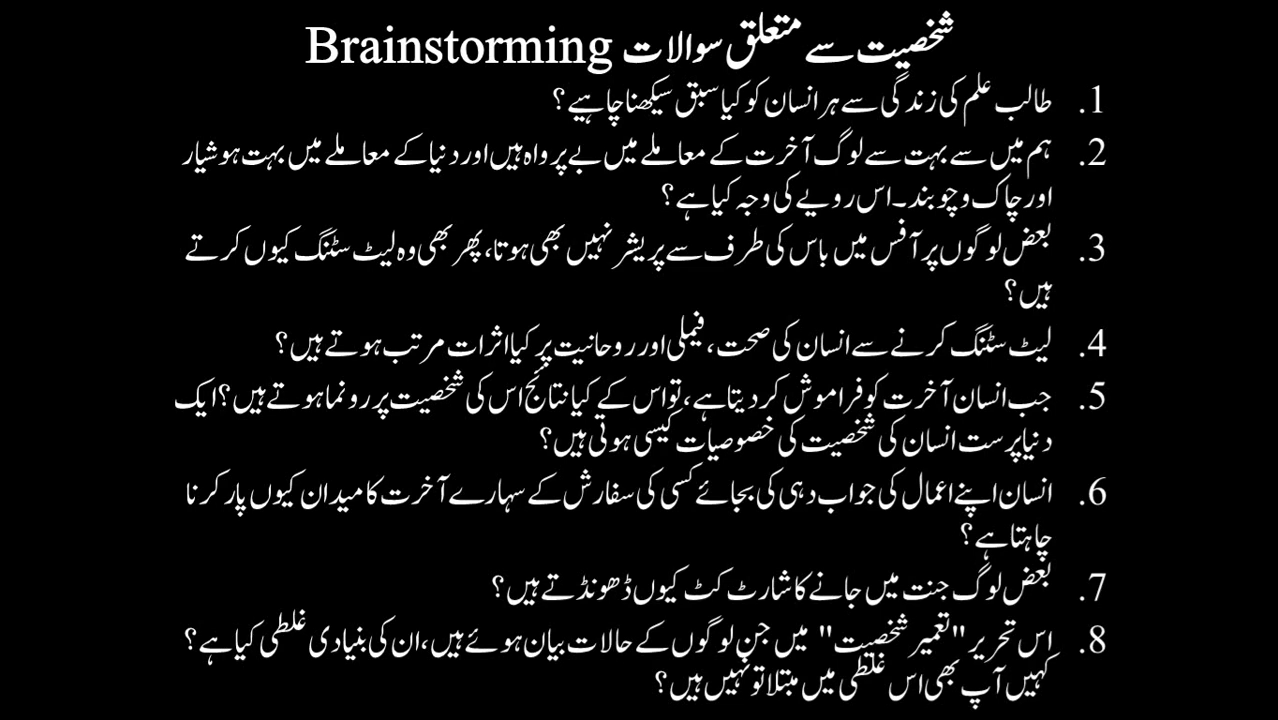 شخصیت سے متعلق سوالات Brainstorming
1. طالب علم کی زندگی سے ہر انسان کو کیا سبق سیکھنا چاہیے؟
2. ہم میں سے بہت سے لوگ آخرت کے معاملے میں بے پرواہ ہیں اور دنیا کے معاملے میں بہت ہوشیار
اور چاک و چوبند۔ اس رویے کی وجہ کیا ہے؟
3. بعض لوگوں پر آفس میں باس کی طرف سے پریشر نہیں بھی ہوتا، پھر بھی وہ لیٹ سٹنگ کیوں کرتے
ہیں؟
4. لیٹ سٹنگ کرنے سے انسان کی صحت، فیملی اور روحانیت پر کیا اثرات مرتب ہوتے ہیں؟
5. جب انسان آخرت کو فراموش کر دیتا ہے، تو اس کے کیا نتائج اس کی شخصیت پر رونما ہوتے ہیں؟ ایک
دنیا پرست انسان کی شخصیت کی خصوصیات کیسی ہوتی ہیں؟
6. انسان اپنے اعمال کی جواب دہی کی بجائے کسی کی سفارش کے سہارے آخرت کا میدان کیوں پار کرنا
چاہتا ہے؟
7. بعض لوگ جنت میں جانے کا شارٹ کٹ کیوں ڈھونڈتے ہیں؟
8. اس تحریر "تعمیر شخصیت" میں جن لوگوں کے حالات بیان ہوئے ہیں، ان کی بنیادی غلطی کیا ہے؟
کہیں آپ بھی اس غلطی میں مبتلا تو نہیں ہیں؟